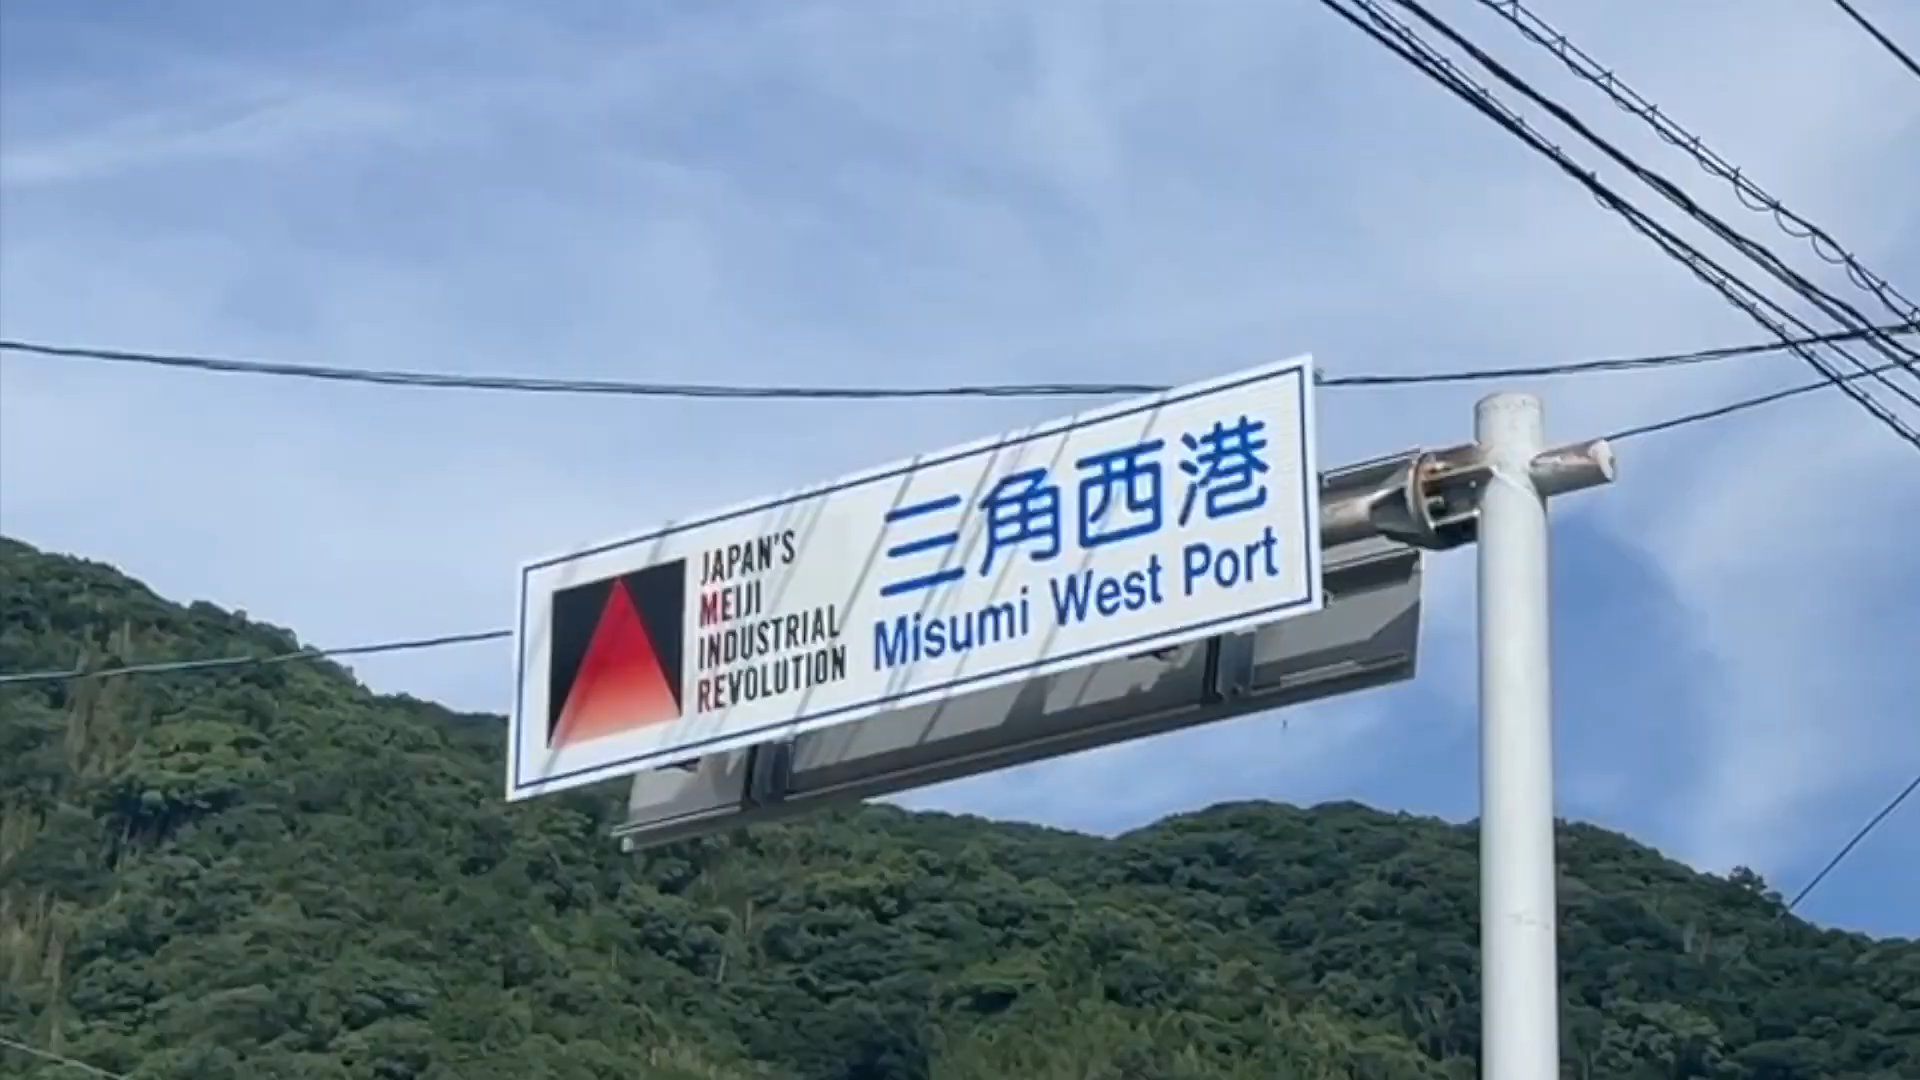 JAPAN'S
MEIJI
INDUSTRIAL
REVOLUTION
三角西港
Misumi West Port